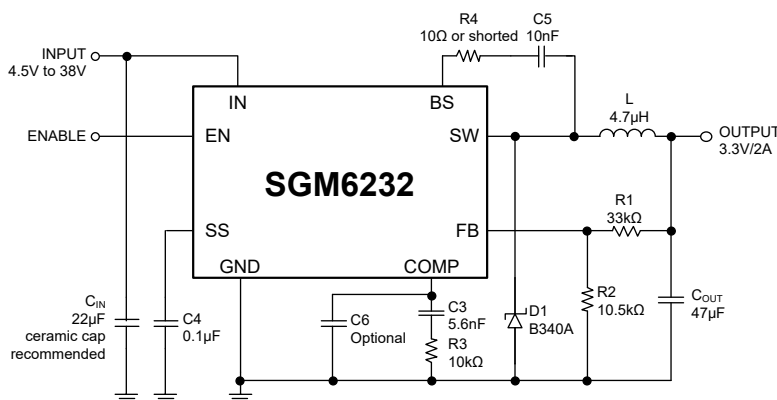 R4
10Ω or shorted
C5
10nF
INPUT
4.5V to 38V
IN
BS
L
4.7μH
ENABLE
EN
SW
OUTPUT
3.3V/2A
SGM6232
R1
33kΩ
SS
FB
GND
COMP
CIN
22μF
ceramic cap
recommended
C4
0.1μF
C6
Optional
C3
5.6nF
R3
10kΩ
D1
B340A
R2
10.5kΩ
COUT
47μF